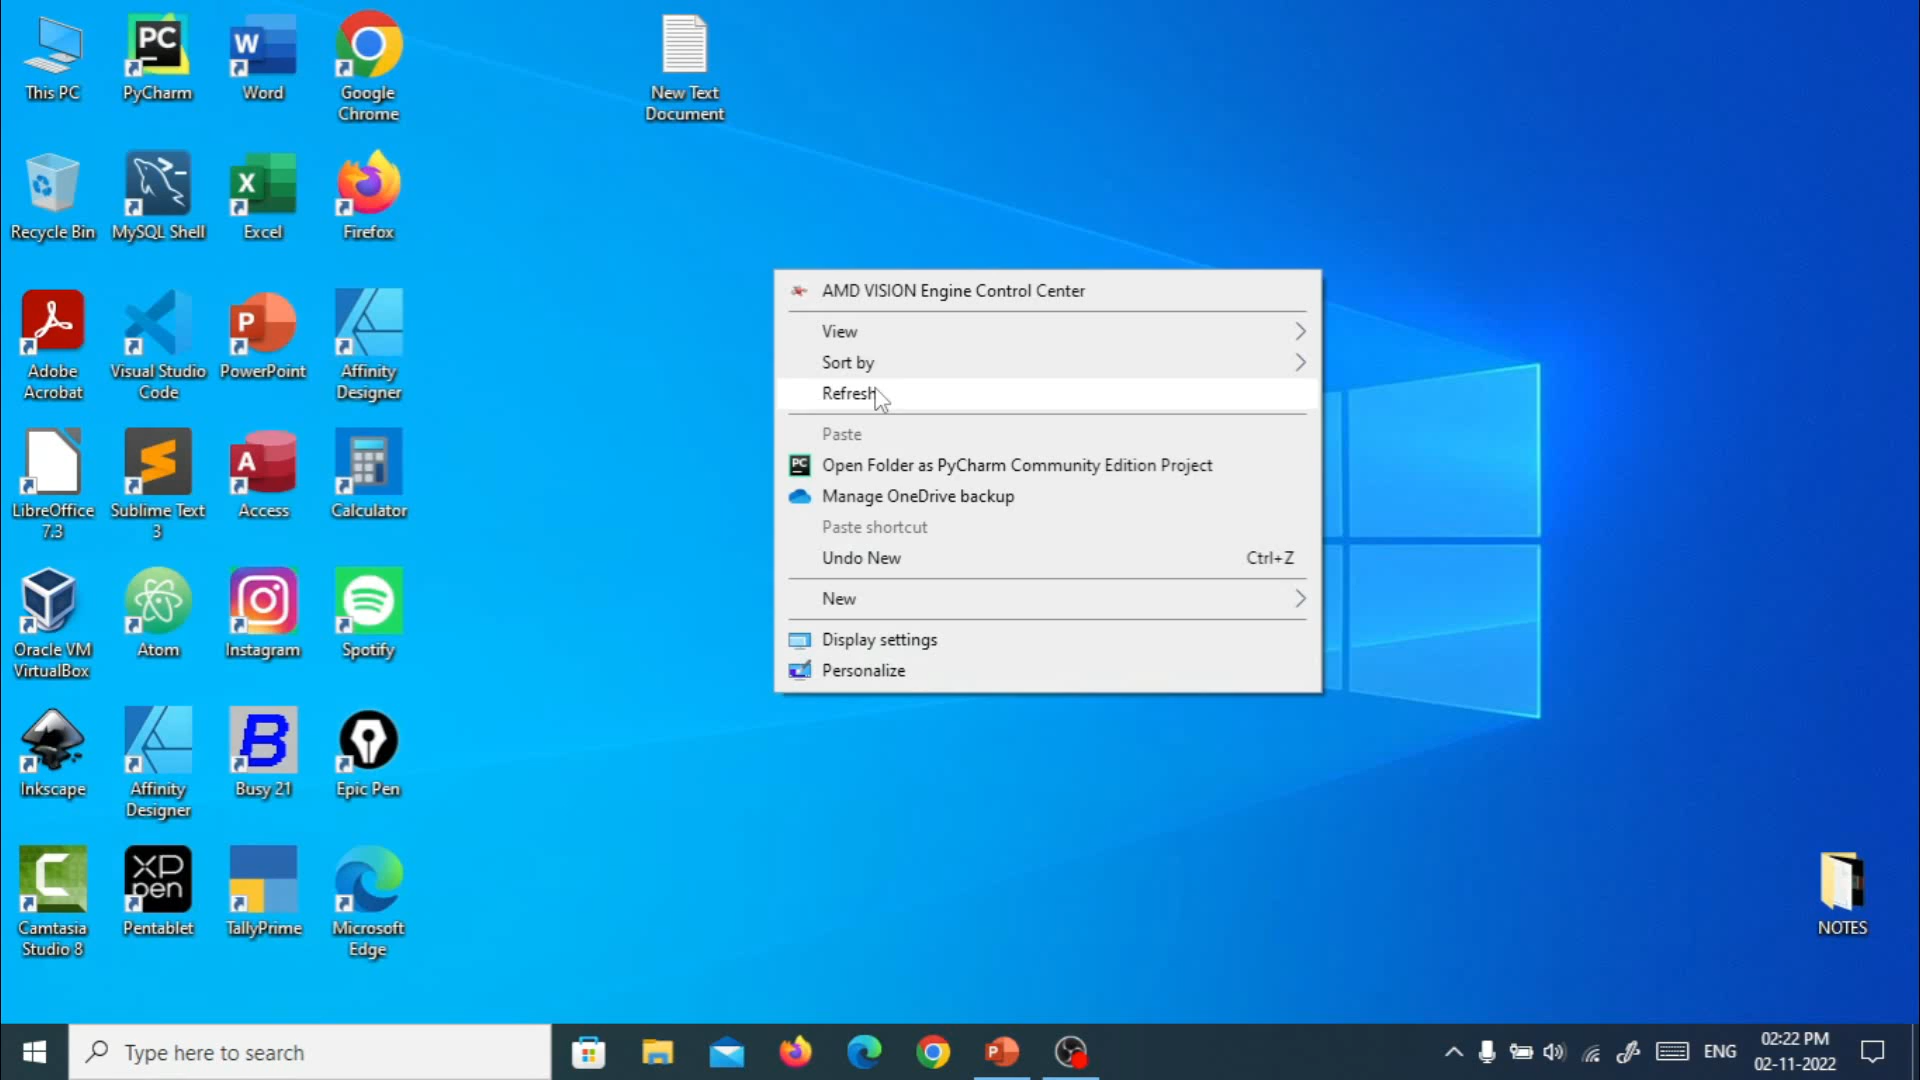 This PC
PyCharm
Word
Google
Chrome
New Text
Document
Recycle Bin
MySQL Shell
Excel
Firefox
Adobe
Acrobat
Visual Studio
Code
PowerPoint
Affinity
Designer
LibreOffice
7.3
Sublime Text
3
Access
Calculator
Oracle VM
VirtualBox
Atom
Instagram
Spotify
Inkscape
Affinity
Designer
Busy 21
Epic Pen
Camtasia
Studio 8
XP
pen
Pentablet
TallyPrime
Microsoft
Edge
AMD VISION Engine Control Center
View
Sort by
Refresh
Paste
Open Folder as PyCharm Community Edition Project
Manage OneDrive backup
Paste shortcut
Undo New Ctrl+Z
New
Display settings
Personalize
NOTES
Type here to search
ENG
02:22 PM
02-11-2022